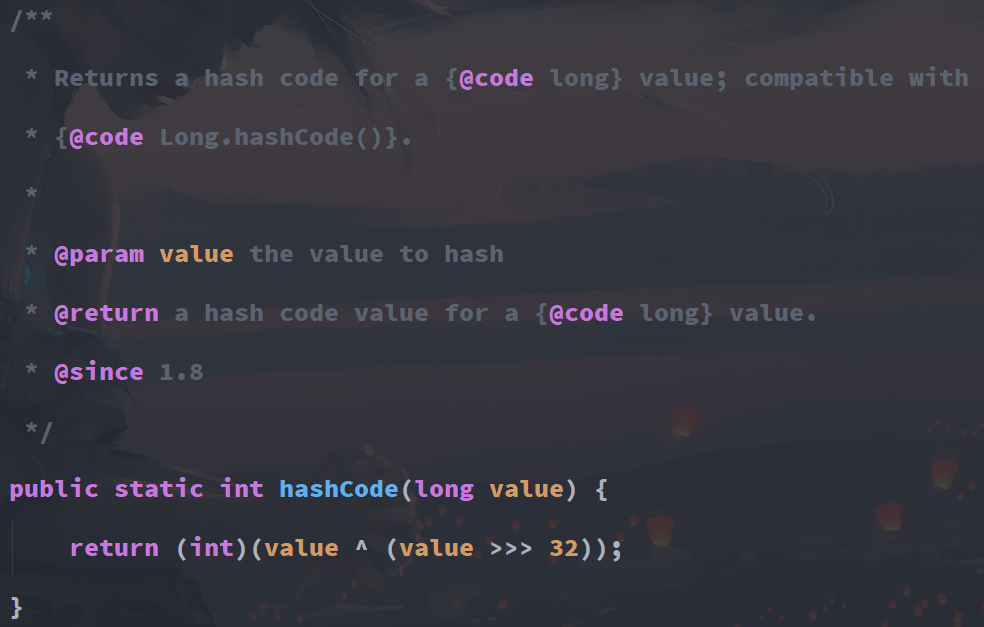 /**
 * Returns a hash code for a {@code long} value; compatible with
 * {@code Long.hashCode()}.
 *
 * @param value the value to hash
 * @return a hash code value for a {@code long} value.
 * @since 1.8
 */
public static int hashCode(long value) {
    return (int)(value ^ (value >>> 32));
}